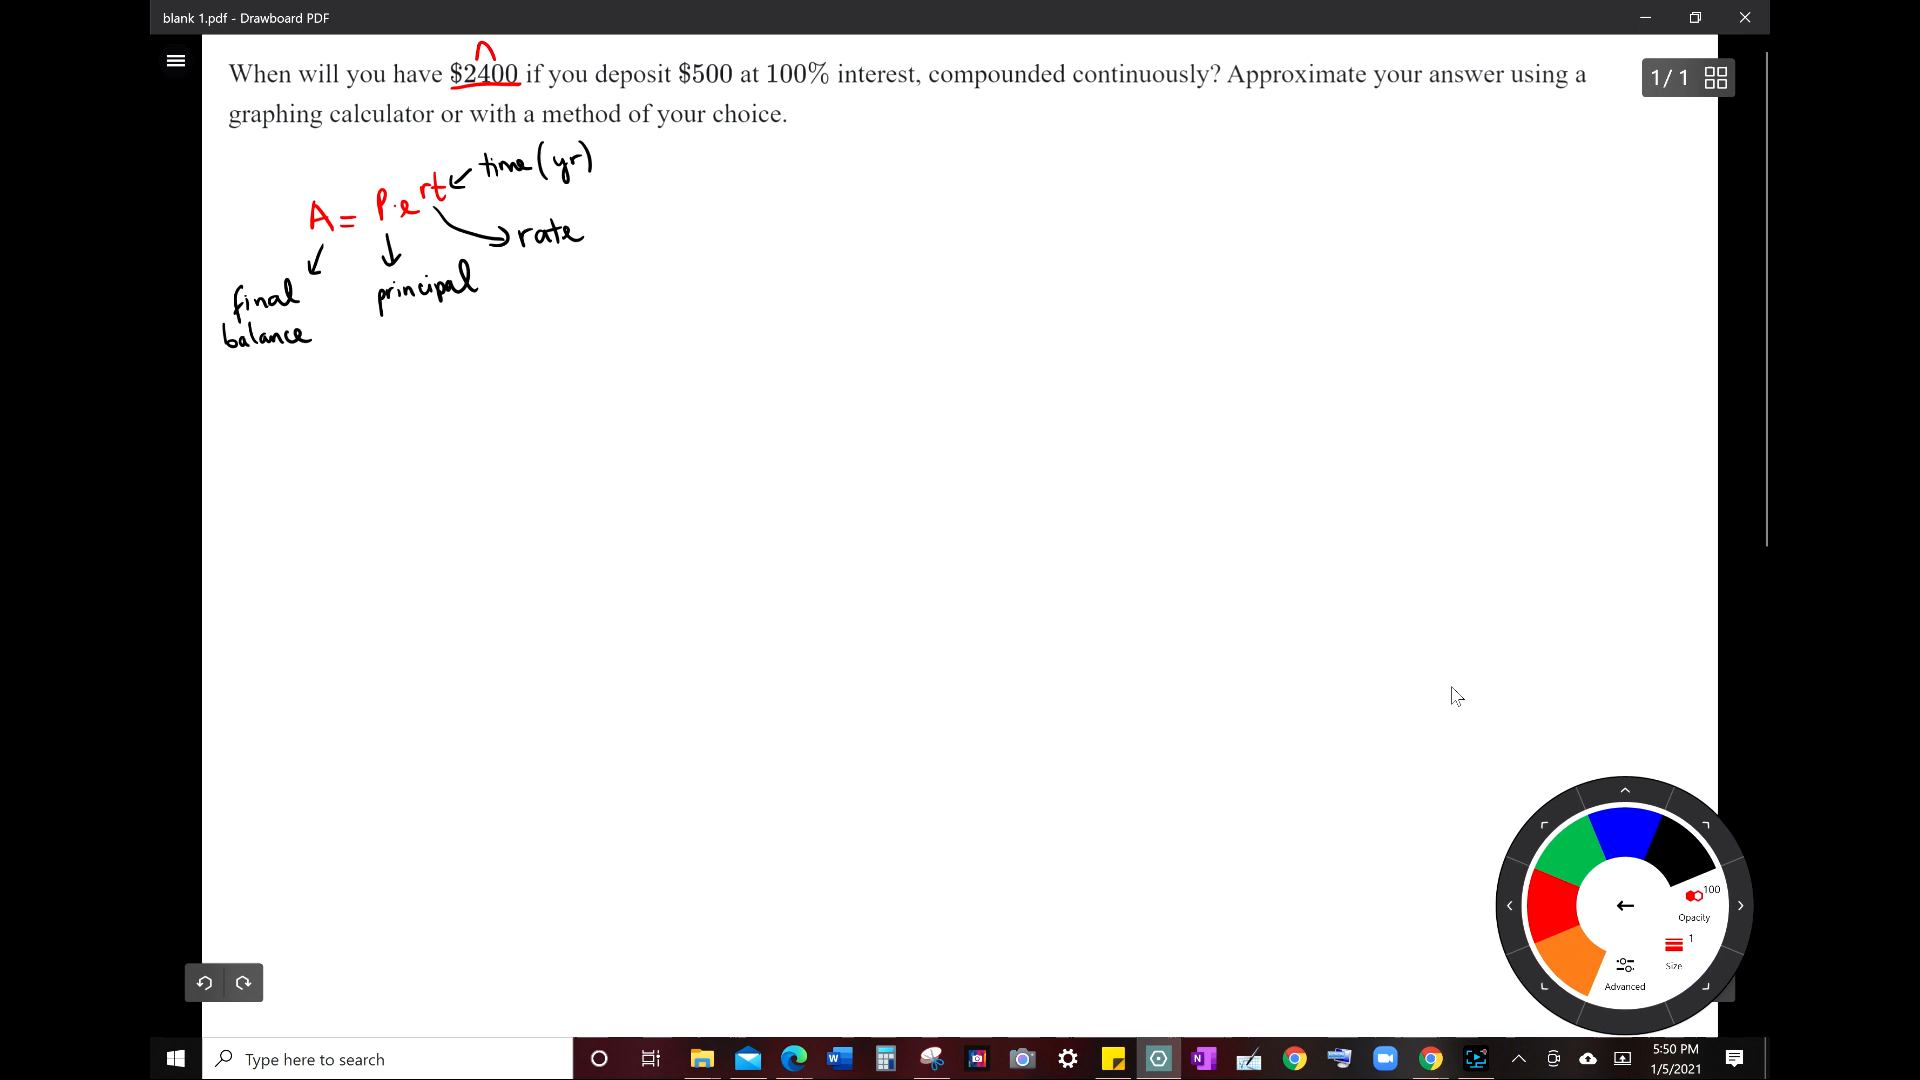 blank 1.pdf - Drawboard PDF
When will you have $2400 if you deposit $500 at 100% interest, compounded continuously? Approximate your answer using a
graphing calculator or with a method of your choice.
1 / 1
time (yr)
A = P·e^rt
rate
final
balance
principal
100
Opacity
1
Size
Advanced
Type here to search
5:50 PM
1/5/2021